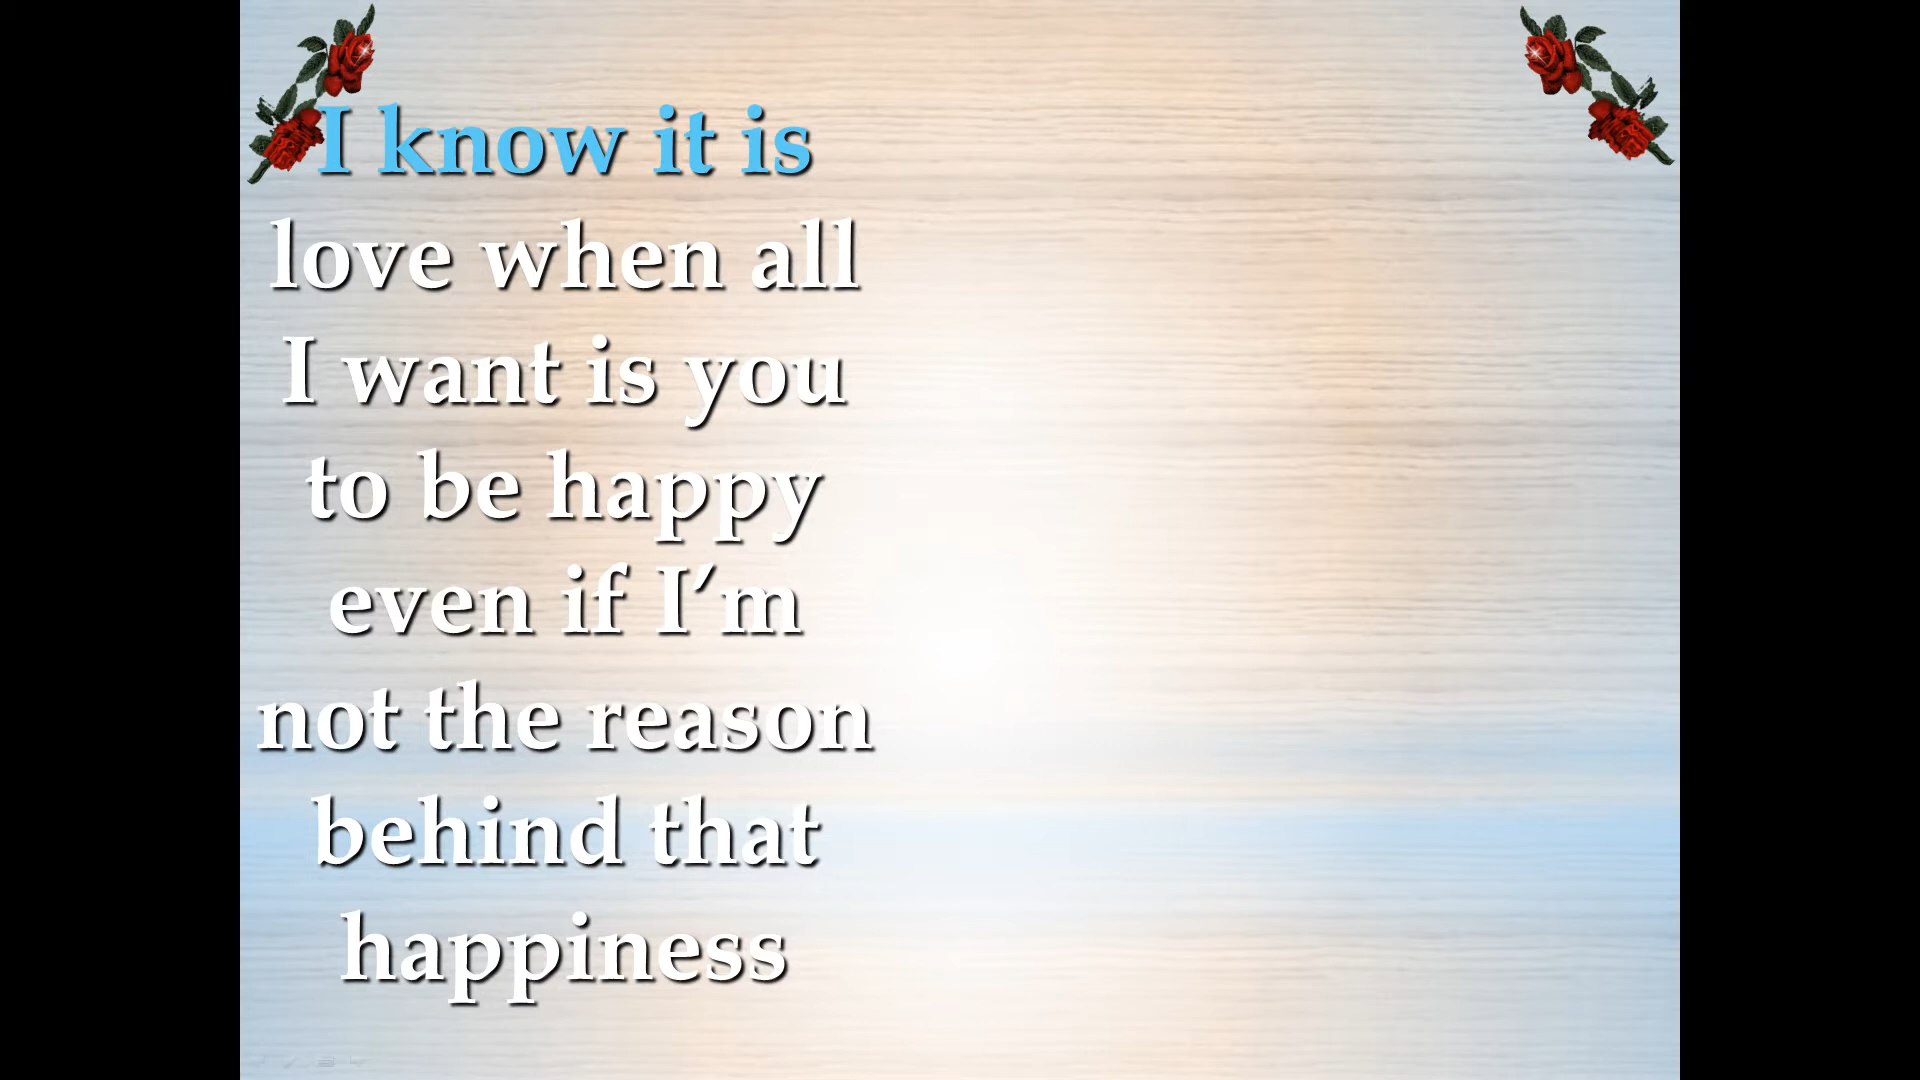 I know it is
love when all
I want is you
to be happy
even if I’m
not the reason
behind that
happiness